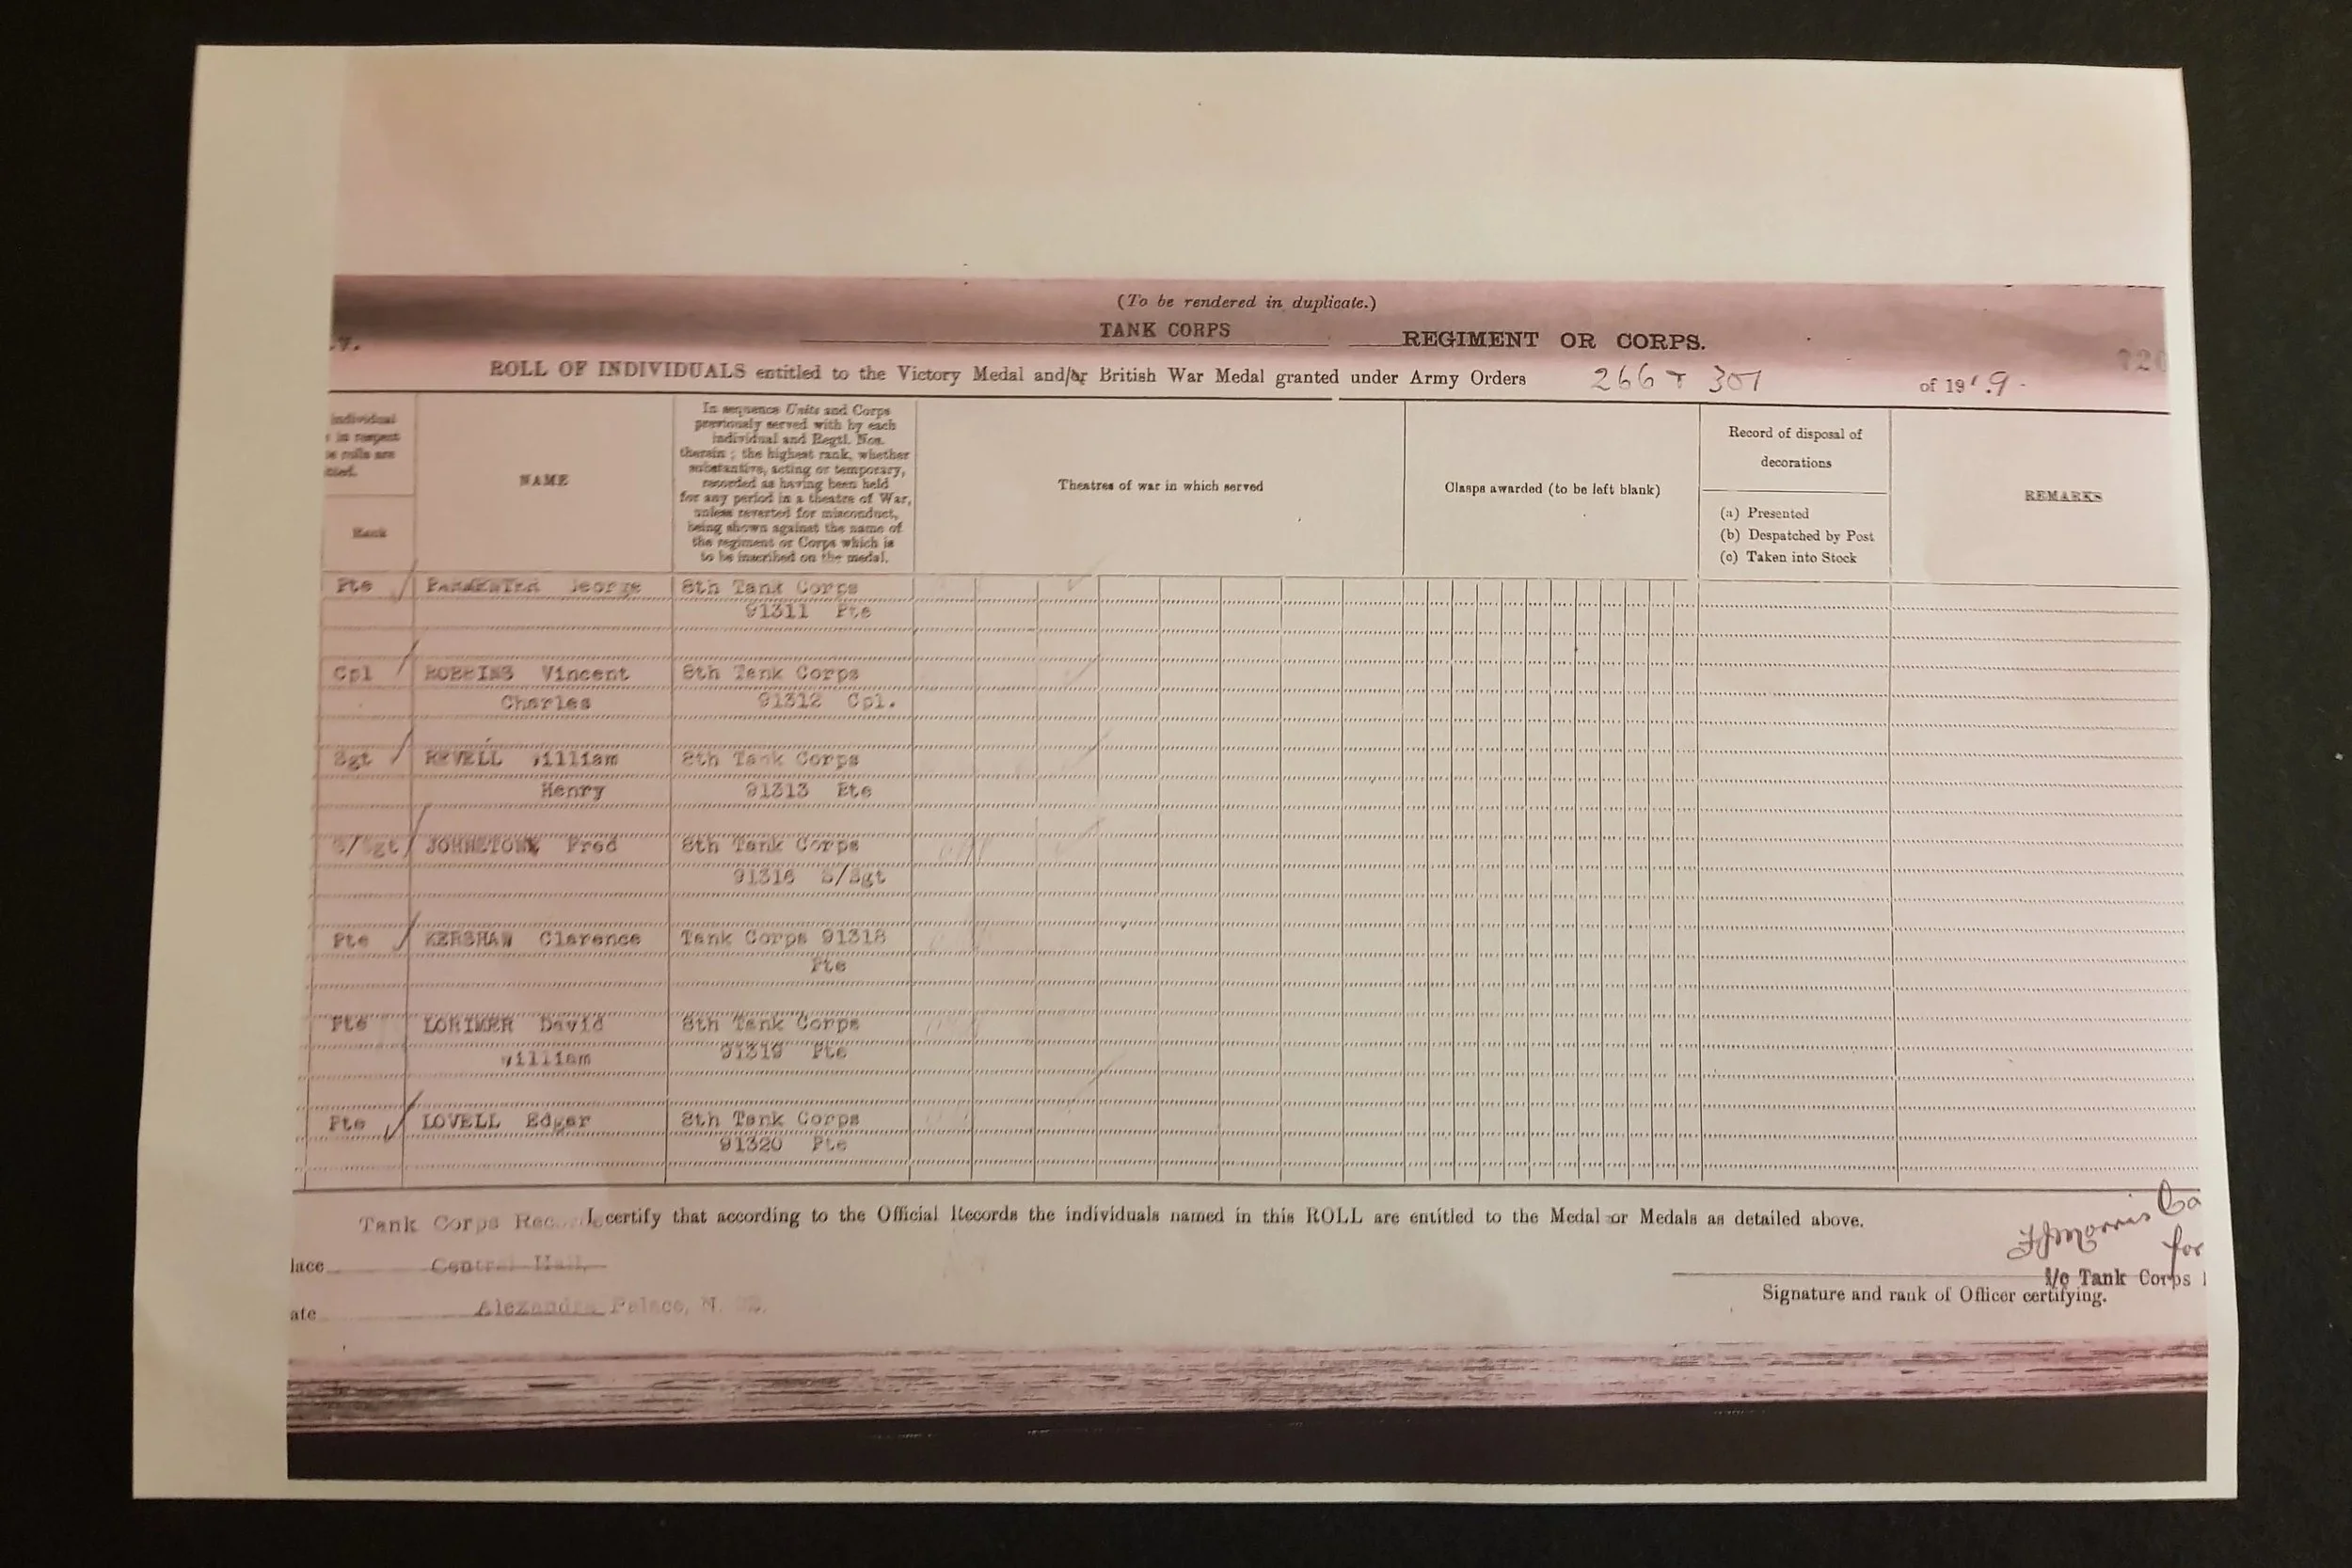 (To be rendered in duplicate.)
TANK CORPS REGIMENT OR CORPS.
.V.
ROLL OF INDIVIDUALS entitled to the Victory Medal and/or British War Medal granted under Army Orders 266 + 301 of 1919.
individual
in respect
rolls are
Rank
NAME
In sequence Units and Corps
previously served with by each
individual and Regtl. Nos.
therein ; the highest rank, whether
substantive, acting or temporary,
recorded as having been held
for any period in a theatre of War,
unless reverted for misconduct,
being shown against the name of
the regiment or Corps which is
to be inscribed on the medal.
Theatres of war in which served
Clasps awarded (to be left blank)
Record of disposal of
decorations
(a) Presented
(b) Despatched by Post
(c) Taken into Stock
REMARKS
Pte George 8th Tank Corps
91311 Pte
Cpl ROBBINS Vincent 8th Tank Corps
Charles 91312 Cpl.
Sgt REVELL William 8th Tank Corps
Henry 91313 Pte
S/Sgt JOHNSTONE Fred 8th Tank Corps
91316 S/Sgt
Pte KERSHAW Clarence Tank Corps 91318
Pte
Pte LORIMER David 8th Tank Corps
William 91319 Pte
Pte LOVELL Edgar 8th Tank Corps
91320 Pte
Tank Corps Records I certify that according to the Official Records the individuals named in this ROLL are entitled to the Medal or Medals as detailed above.
lace Central Hall,
ate Alexandra Palace, N.
Morris
for
i/c Tank Corps
Signature and rank of Officer certifying.